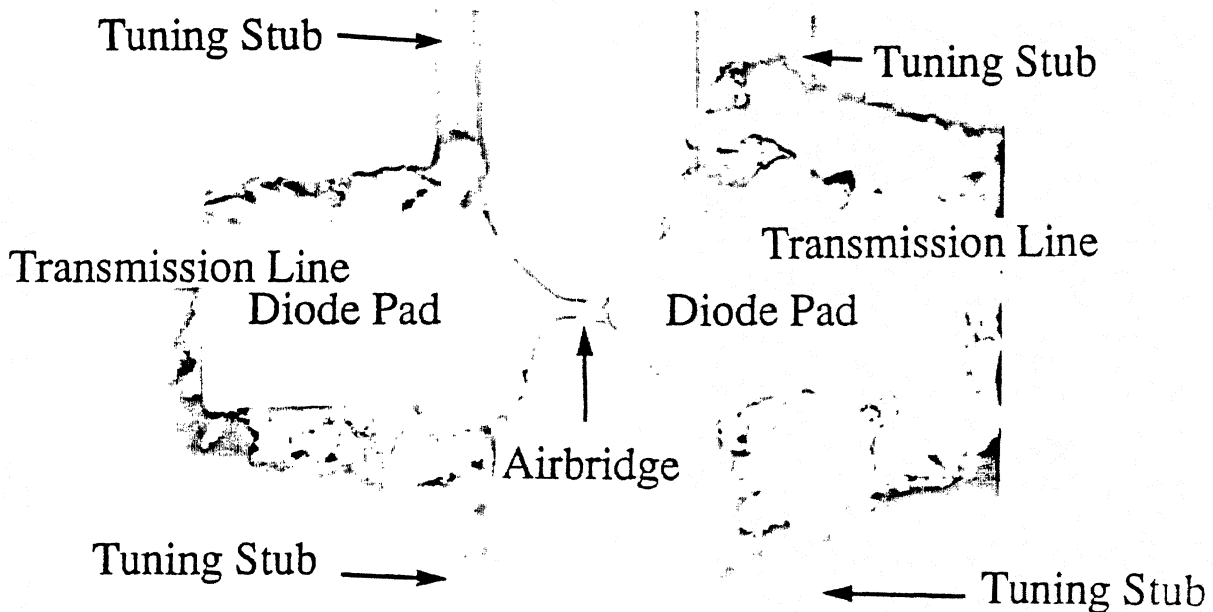 Tuning Stub
Tuning Stub
Transmission Line
Transmission Line
Diode Pad
Diode Pad
Airbridge
Tuning Stub
Tuning Stub